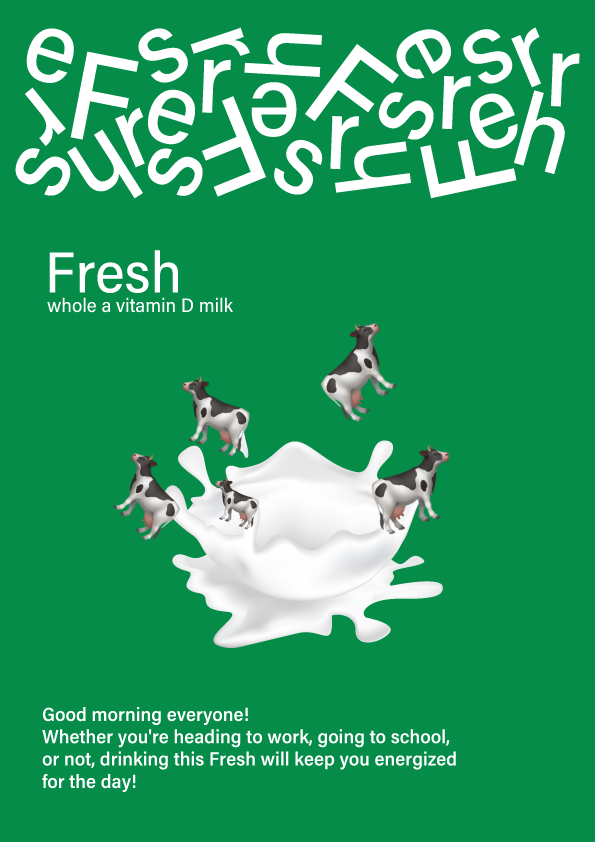 Fresh
whole a vitamin D milk
Good morning everyone!
Whether you're heading to work, going to school,
or not, drinking this Fresh will keep you energized
for the day!